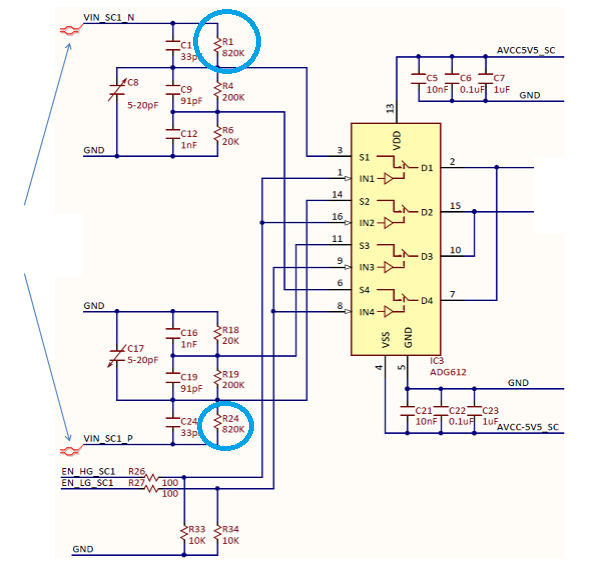 VIN_SC1_N
C1 R1
33p 820K
AVCC5V5_SC
C8 C9 R4
5-20pF 91pF 200K
C5 C6 C7
10nF 0.1uF 1uF
GND
C12 R6
1nF 20K
GND
13
VDD
3 S1 D1 2
1 IN1
14 S2 D2 15
16 IN2
11 S3 D3 10
9 IN3
6 S4 D4 7
8 IN4
VSS GND
4 5
IC3
ADG612
GND
C16 R18
1nF 20K
C17
5-20pF
C19 R19
91pF 200K
GND
C24 R24
33p 820K
C21 C22 C23
10nF 0.1uF 1uF
AVCC-5V5_SC
VIN_SC1_P
EN_HG_SC1 R26 100
EN_LG_SC1 R27 100
R33 R34
10K 10K
GND